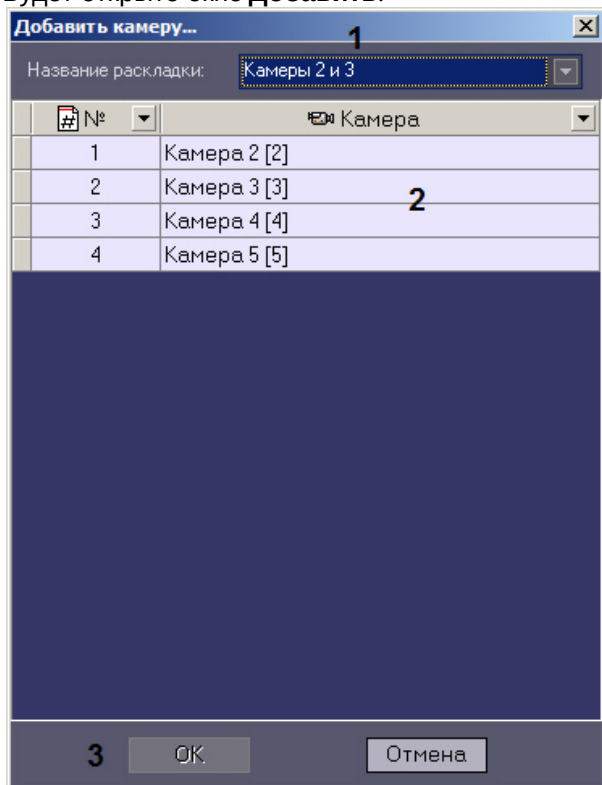 Будет открыто окно Добавить.
Добавить камеру...
1
Название раскладки: Камеры 2 и 3
№ Камера
1 Камера 2 [2]
2 Камера 3 [3]
2
3 Камера 4 [4]
4 Камера 5 [5]
3 OK Отмена